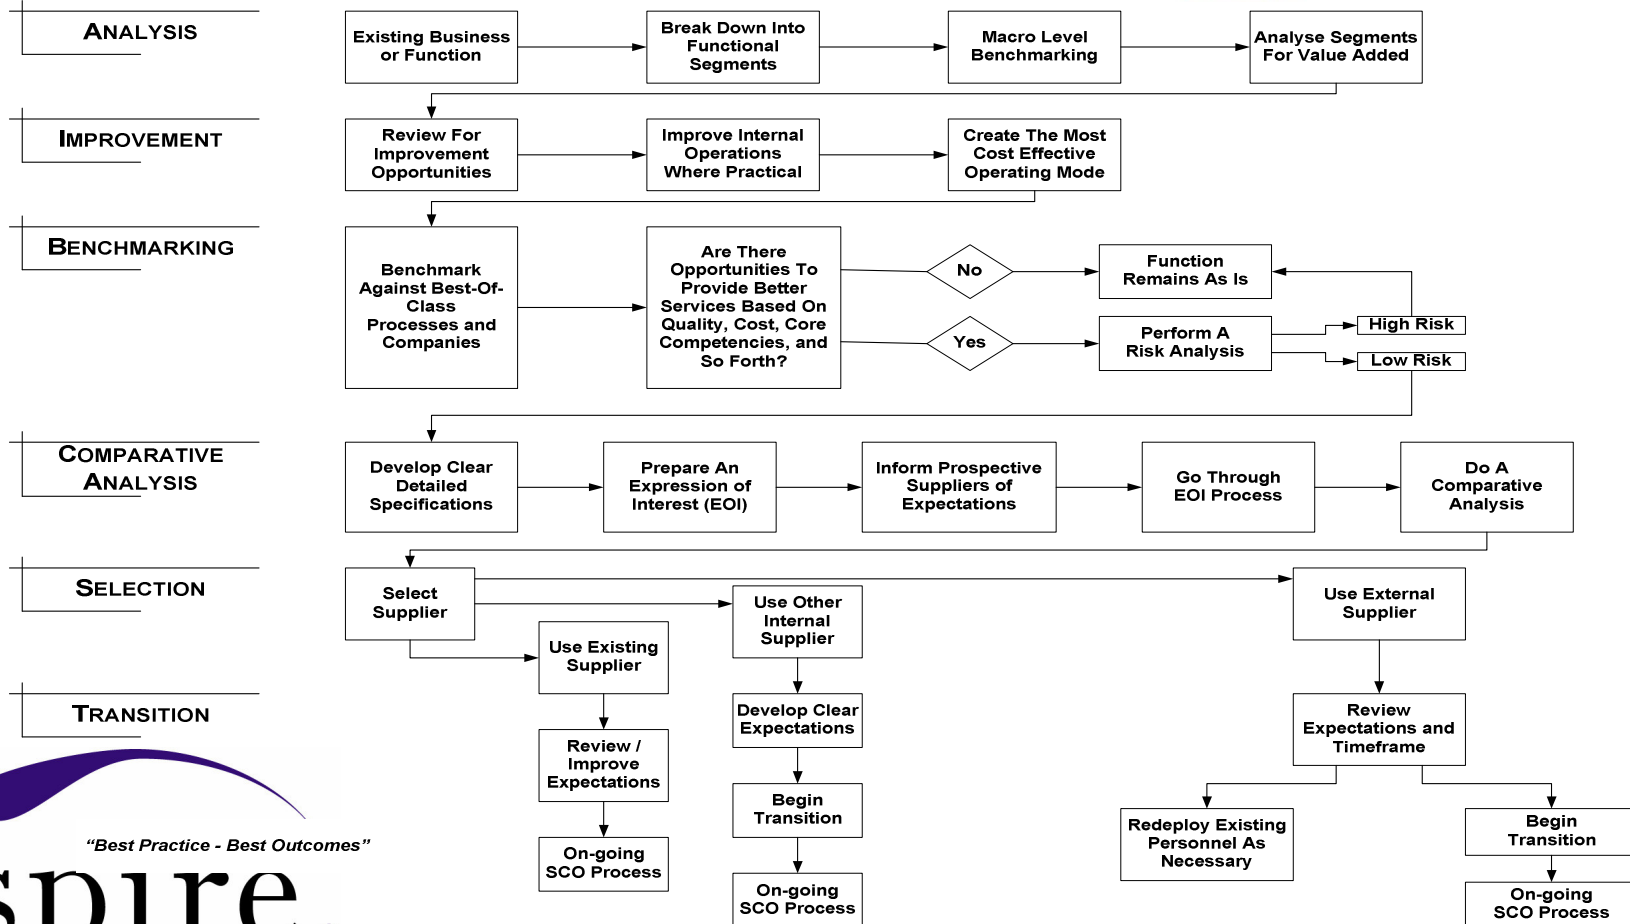 ANALYSIS
Existing Business
or Function
Break Down Into
Functional
Segments
Macro Level
Benchmarking
Analyse Segments
For Value Added
IMPROVEMENT
Review For
Improvement
Opportunities
Improve Internal
Operations
Where Practical
Create The Most
Cost Effective
Operating Mode
BENCHMARKING
Benchmark
Against Best-Of-
Class
Processes and
Companies
Are There
Opportunities To
Provide Better
Services Based On
Quality, Cost, Core
Competencies, and
So Forth?
No
Function
Remains As Is
Yes
Perform A
Risk Analysis
High Risk
Low Risk
COMPARATIVE
ANALYSIS
Develop Clear
Detailed
Specifications
Prepare An
Expression of
Interest (EOI)
Inform Prospective
Suppliers of
Expectations
Go Through
EOI Process
Do A
Comparative
Analysis
SELECTION
Select
Supplier
Use Existing
Supplier
Use Other
Internal
Supplier
Use External
Supplier
TRANSITION
Review /
Improve
Expectations
On-going
SCO Process
Develop Clear
Expectations
Begin
Transition
On-going
SCO Process
Review
Expectations and
Timeframe
Redeploy Existing
Personnel As
Necessary
Begin
Transition
On-going
SCO Process
“Best Practice - Best Outcomes”
spire